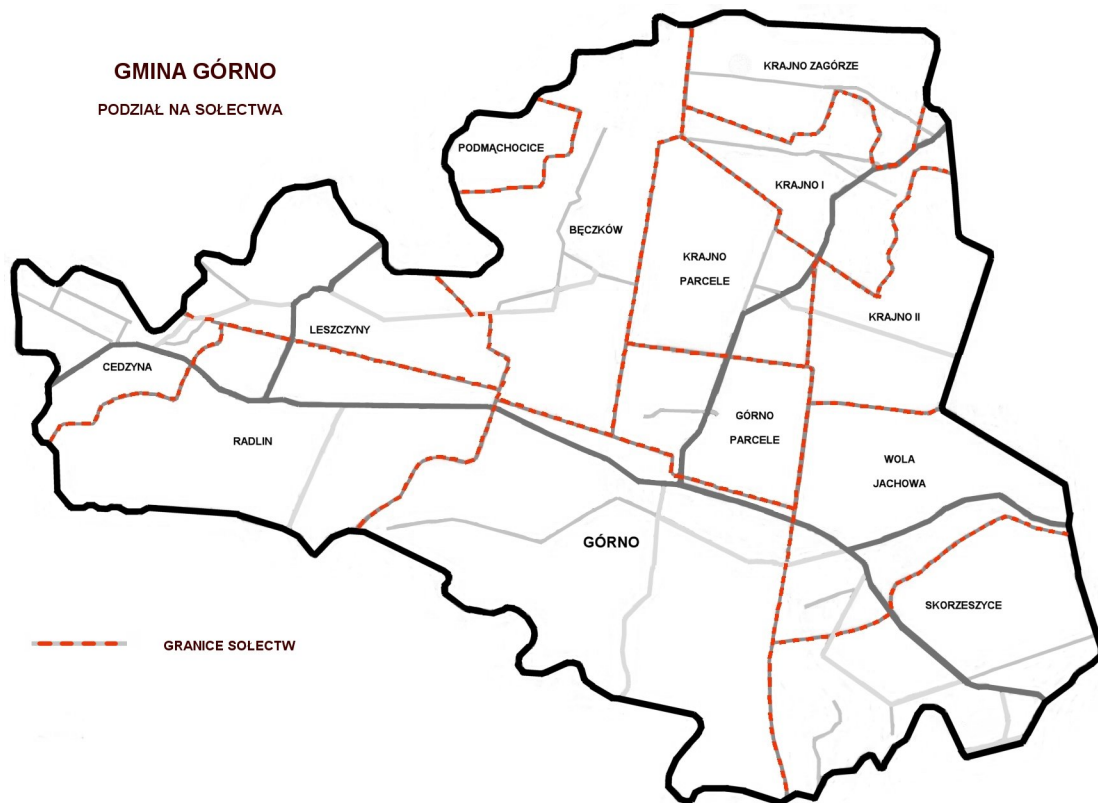 GMINA GÓRNO
PODZIAŁ NA SOŁECTWA
KRAJNO ZAGÓRZE
PODMĄCHOCICE
KRAJNO I
BĘCZKÓW
KRAJNO
PARCELE
KRAJNO II
LESZCZYNY
CEDZYNA
RADLIN
GÓRNO
PARCELE
WOLA
JACHOWA
GÓRNO
SKORZESZYCE
GRANICE SOŁECTW